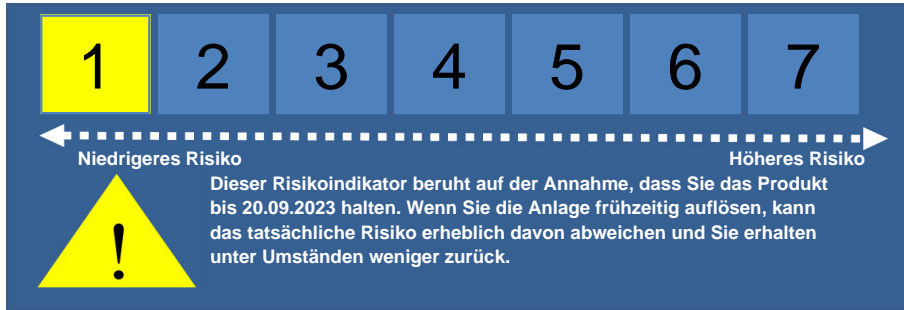 1 2 3 4 5 6 7
Niedrigeres Risiko Höheres Risiko
Dieser Risikoindikator beruht auf der Annahme, dass Sie das Produkt
bis 20.09.2023 halten. Wenn Sie die Anlage frühzeitig auflösen, kann
das tatsächliche Risiko erheblich davon abweichen und Sie erhalten
unter Umständen weniger zurück.
!